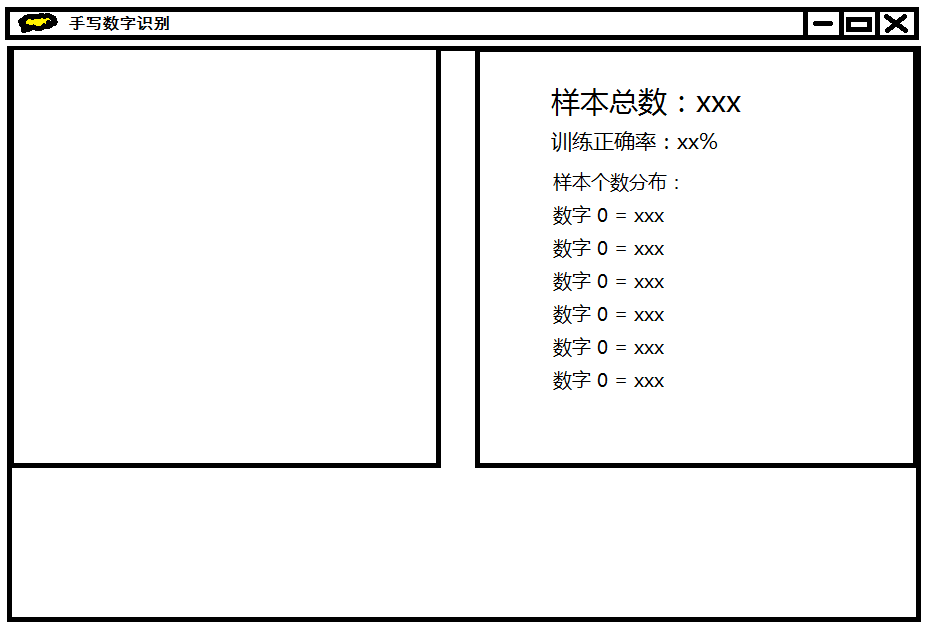 手写数字识别
样本总数：xxx
训练正确率：xx%
样本个数分布：
数字 0 = xxx
数字 0 = xxx
数字 0 = xxx
数字 0 = xxx
数字 0 = xxx
数字 0 = xxx